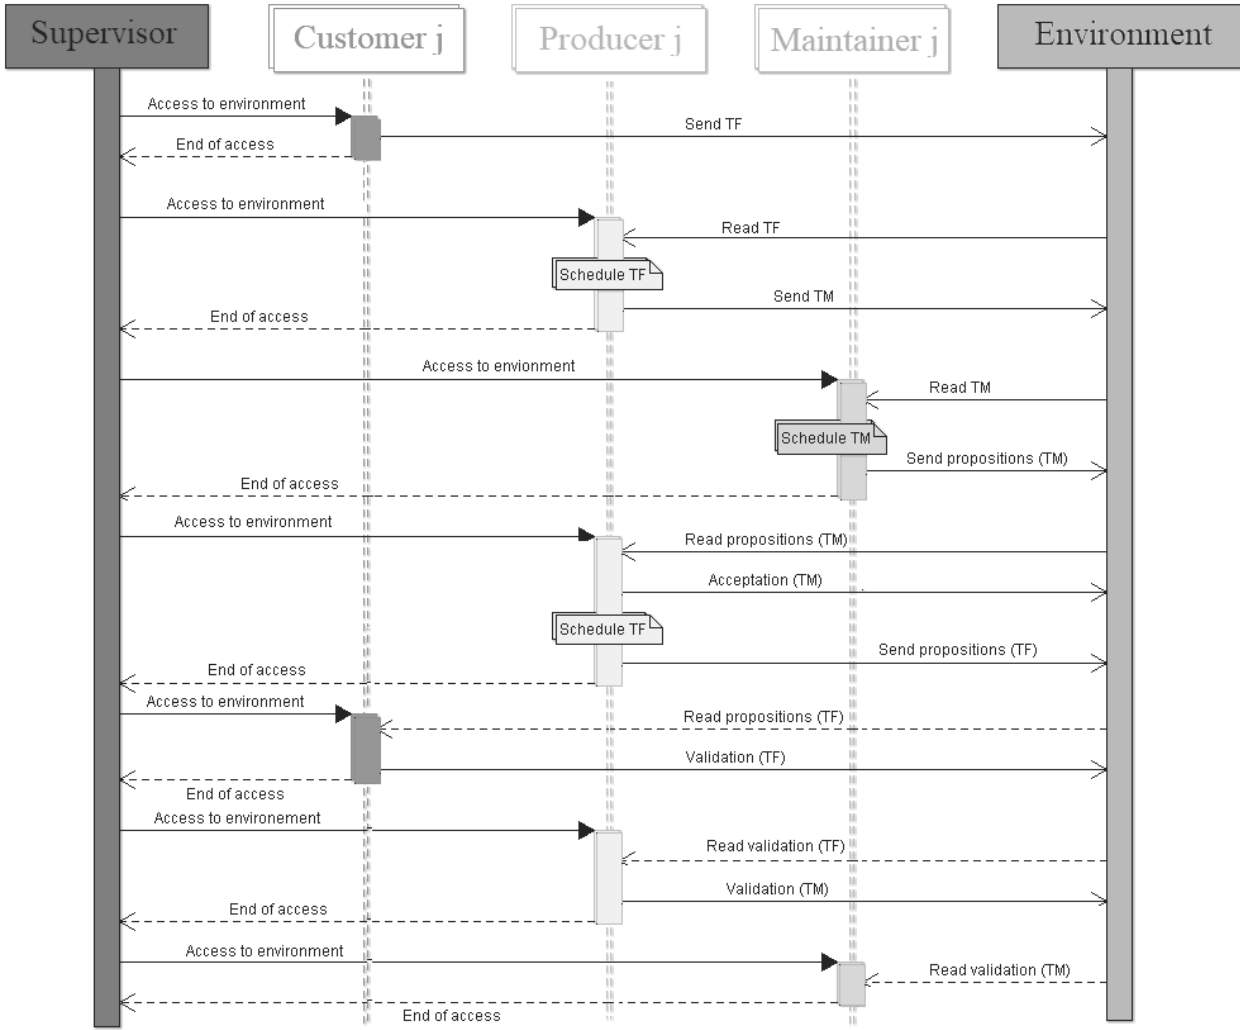 Supervisor
Customer j
Producer j
Maintainer j
Environment
Access to environment
Send TF
End of access
Access to environment
Read TF
Schedule TF
Send TM
End of access
Access to envionment
Read TM
Schedule TM
Send propositions (TM)
End of access
Access to environment
Read propositions (TM)
Acceptation (TM)
Schedule TF
Send propositions (TF)
End of access
Access to environment
Read propositions (TF)
Validation (TF)
End of access
Access to environement
Read validation (TF)
Validation (TM)
End of access
Access to environment
Read validation (TM)
End of access